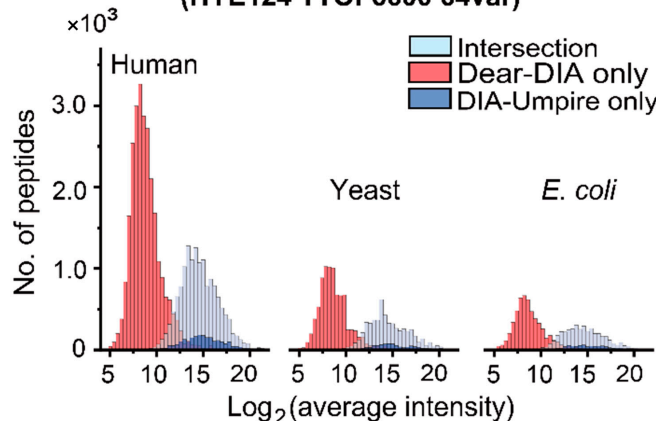 ×10³
Human
Intersection
Dear-DIA only
DIA-Umpire only
3.0
Yeast
E. coli
2.0
1.0
0
No. of peptides
5 10 15 20 5 10 15 20 5 10 15 20
Log₂(average intensity)